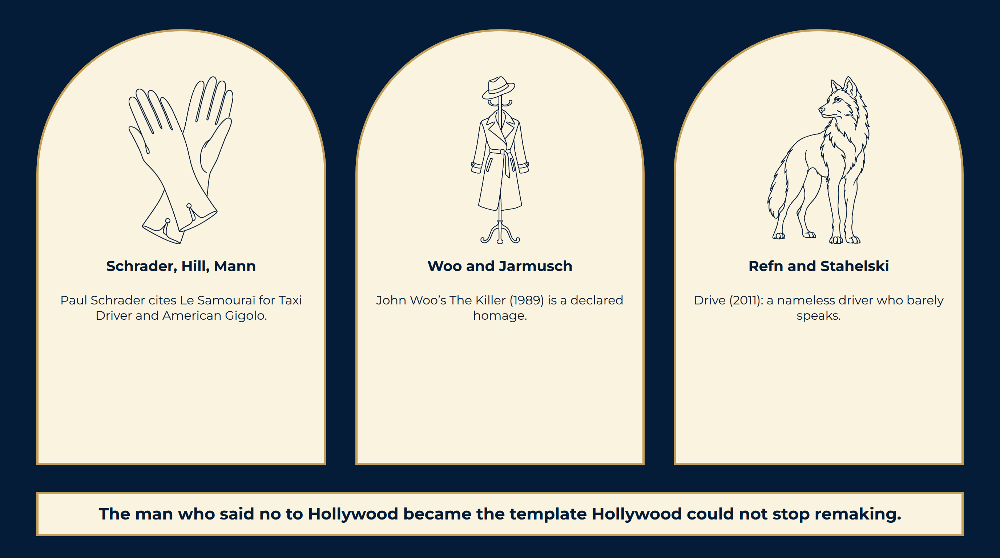 Schrader, Hill, Mann
Paul Schrader cites Le Samouraï for Taxi
Driver and American Gigolo.
Woo and Jarmusch
John Woo’s The Killer (1989) is a declared
homage.
Refn and Stahelski
Drive (2011): a nameless driver who barely
speaks.
The man who said no to Hollywood became the template Hollywood could not stop remaking.